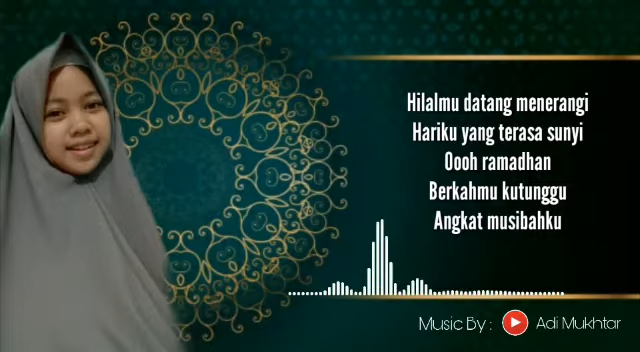 Hilalmu datang menerangi
Hariku yang terasa sunyi
Oooh ramadhan
Berkahmu kutunggu
Angkat musibahku
Music By : Adi Mukhtar